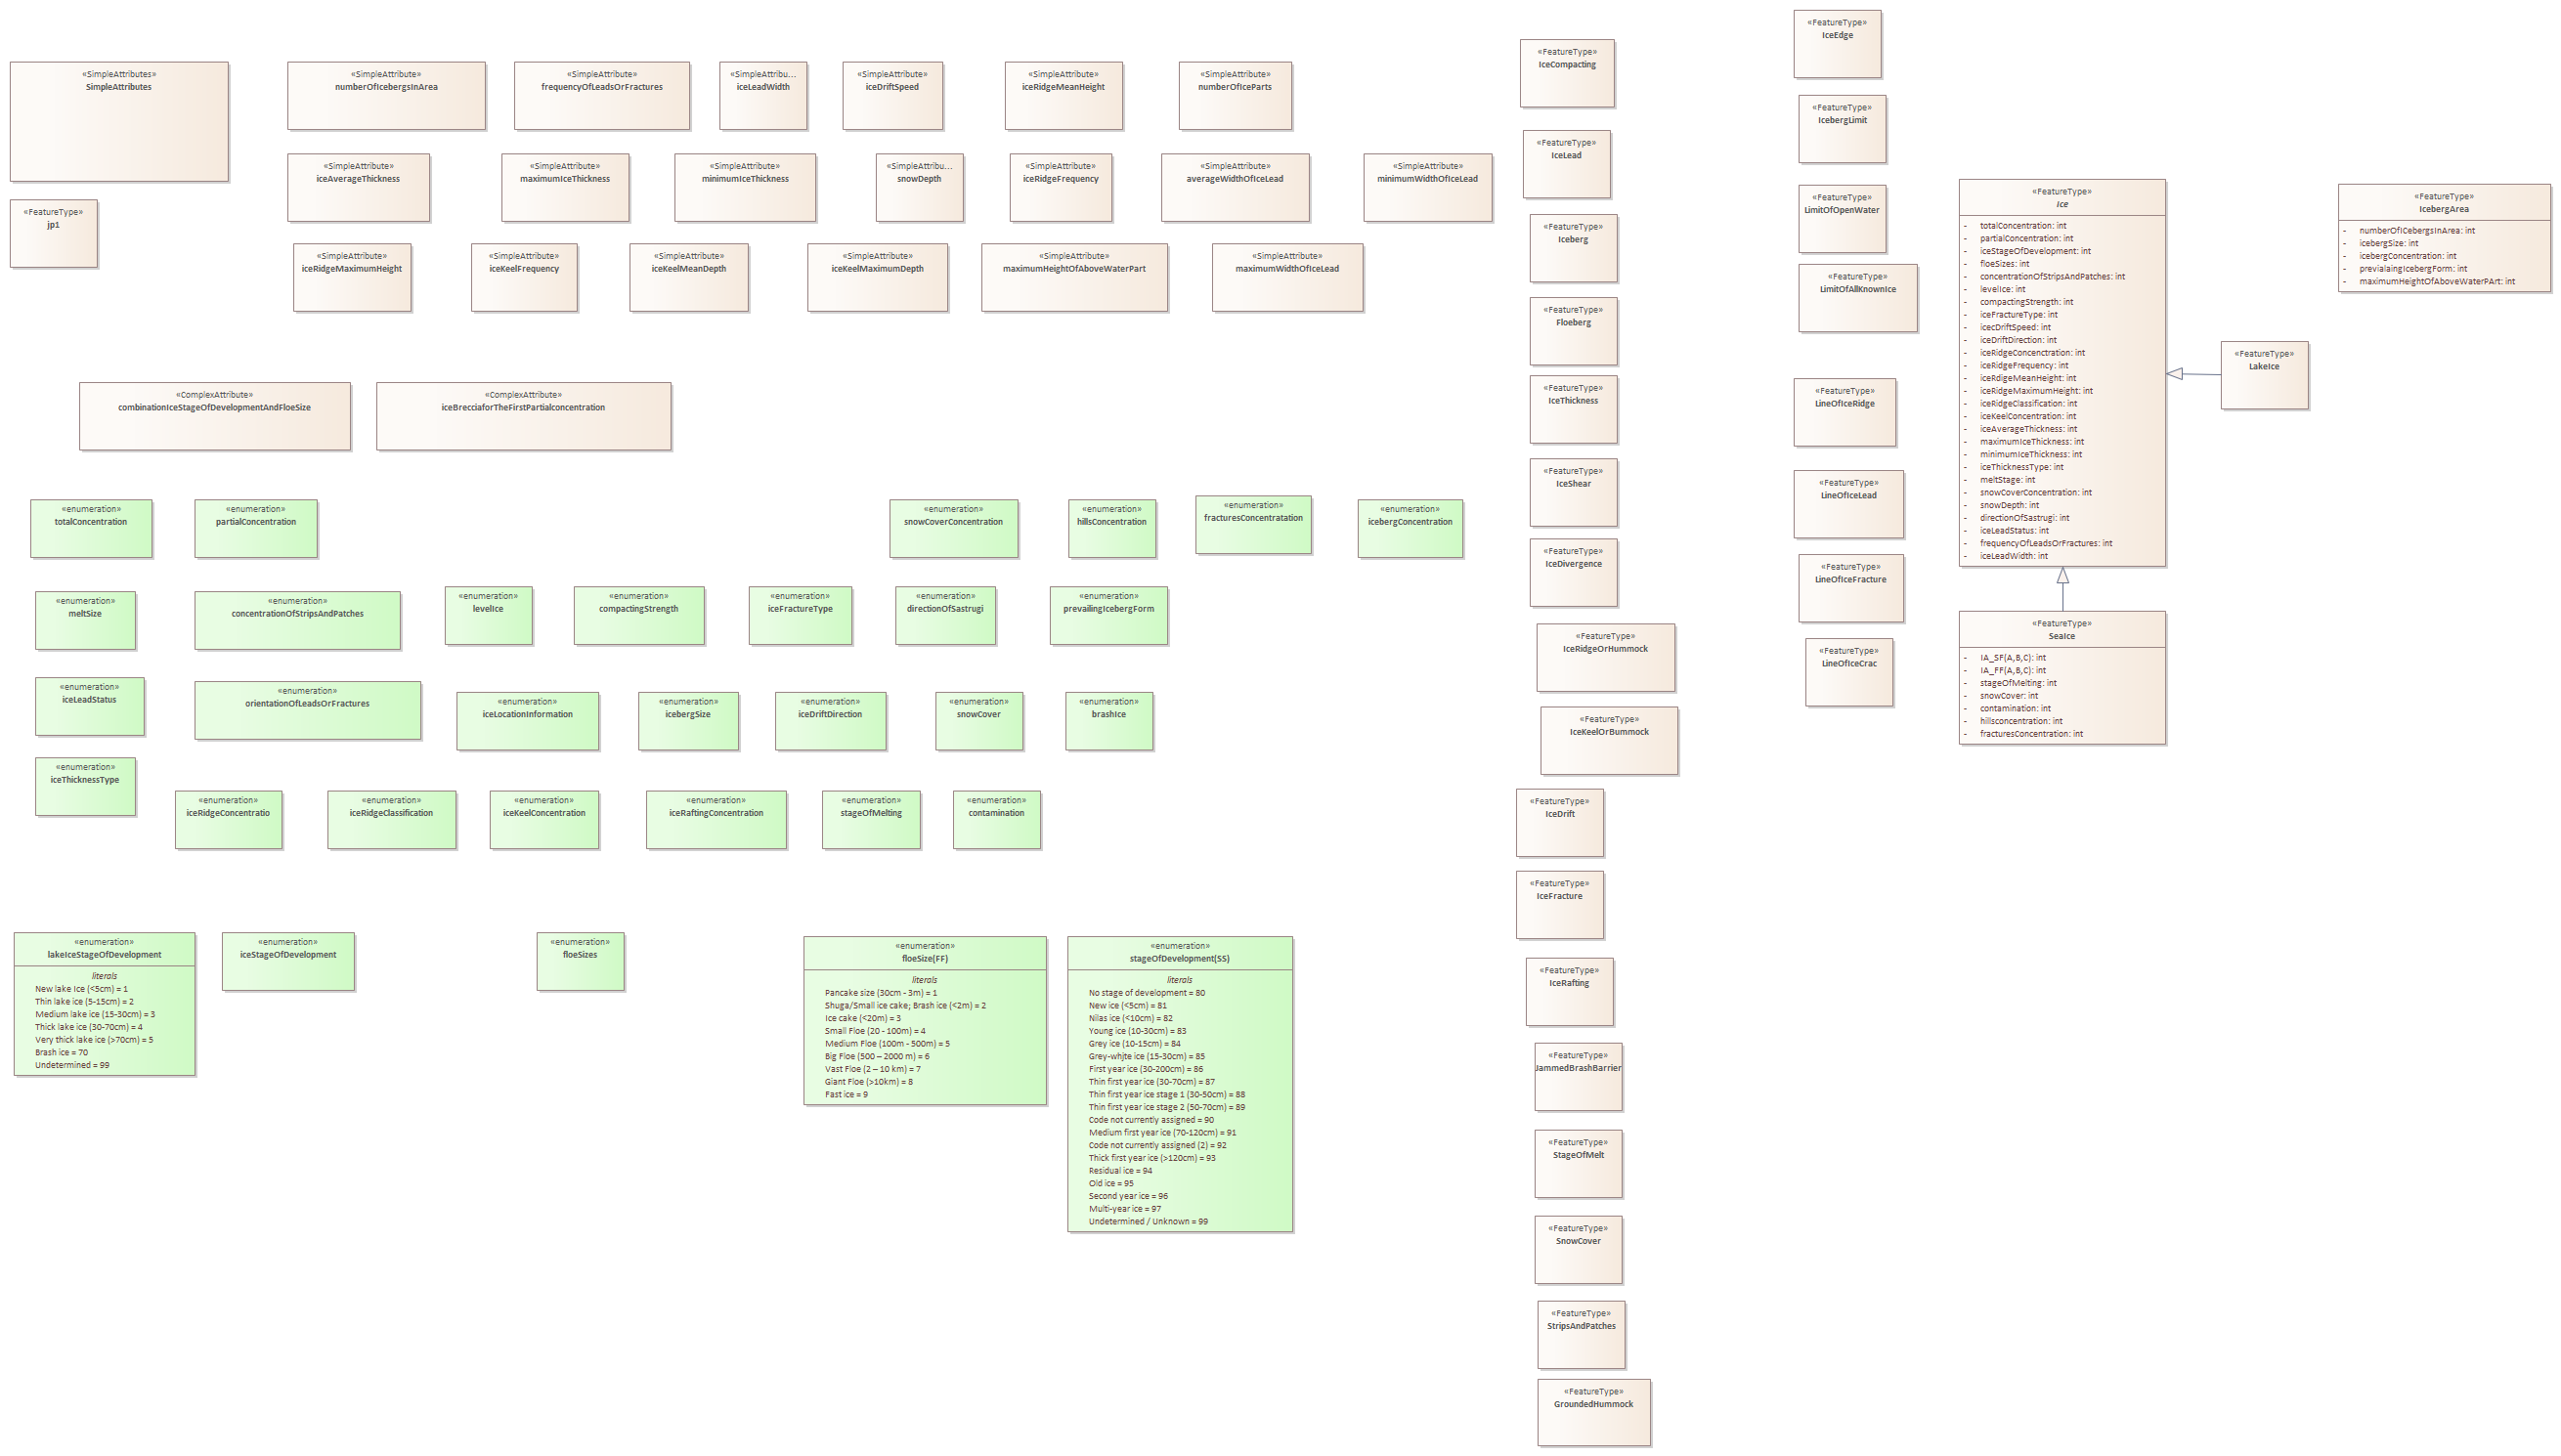 «SimpleAttributes»
SimpleAttributes
«FeatureType»
jp1
«SimpleAttribute»
numberOfIcebergsInArea
«SimpleAttribute»
frequencyOfLeadsOrFractures
«SimpleAttribu...
iceLeadWidth
«SimpleAttribute»
iceDriftSpeed
«SimpleAttribute»
iceRidgeMeanHeight
«SimpleAttribute»
numberOfIceParts
«SimpleAttribute»
iceAverageThickness
«SimpleAttribute»
maximumIceThickness
«SimpleAttribute»
minimumIceThickness
«SimpleAttribu...
snowDepth
«SimpleAttribute»
iceRidgeFrequency
«SimpleAttribute»
averageWidthOfIceLead
«SimpleAttribute»
minimumWidthOfIceLead
«SimpleAttribute»
iceRidgeMaximumHeight
«SimpleAttribute»
iceKeelFrequency
«SimpleAttribute»
iceKeelMeanDepth
«SimpleAttribute»
iceKeelMaximumDepth
«SimpleAttribute»
maximumHeightOfAboveWaterPart
«SimpleAttribute»
maximumWidthOfIceLead
«ComplexAttribute»
combinationIceStageOfDevelopmentAndFloeSize
«ComplexAttribute»
iceBrecciaforTheFirstPartialconcentration
«enumeration»
totalConcentration
«enumeration»
partialConcentration
«enumeration»
snowCoverConcentration
«enumeration»
hillsConcentration
«enumeration»
fracturesConcentratation
«enumeration»
icebergConcentration
«enumeration»
meltSize
«enumeration»
concentrationOfStripsAndPatches
«enumeration»
levelIce
«enumeration»
compactingStrength
«enumeration»
iceFractureType
«enumeration»
directionOfSastrugi
«enumeration»
prevailingIcebergForm
«enumeration»
iceLeadStatus
«enumeration»
orientationOfLeadsOrFractures
«enumeration»
iceLocationInformation
«enumeration»
icebergSize
«enumeration»
iceDriftDirection
«enumeration»
snowCover
«enumeration»
brashIce
«enumeration»
iceThicknessType
«enumeration»
iceRidgeConcentratio
«enumeration»
iceRidgeClassification
«enumeration»
iceKeelConcentration
«enumeration»
iceRaftingConcentration
«enumeration»
stageOfMelting
«enumeration»
contamination
«enumeration»
lakeIceStageOfDevelopment
literals
New lake Ice (<5cm) = 1
Thin lake ice (5-15cm) = 2
Medium lake ice (15-30cm) = 3
Thick lake ice (30-70cm) = 4
Very thick lake ice (>70cm) = 5
Brash ice = 70
Undetermined = 99
«enumeration»
iceStageOfDevelopment
«enumeration»
floeSizes
«enumeration»
floeSize(FF)
literals
Pancake size (30cm - 3m) = 1
Shuga/Small ice cake; Brash ice (<2m) = 2
Ice cake (<20m) = 3
Small Floe (20 - 100m) = 4
Medium Floe (100m - 500m) = 5
Big Floe (500 – 2000 m) = 6
Vast Floe (2 – 10 km) = 7
Giant Floe (>10km) = 8
Fast ice = 9
«enumeration»
stageOfDevelopment(SS)
literals
No stage of development = 80
New ice (<5cm) = 81
Nilas ice (<10cm) = 82
Young ice (10-30cm) = 83
Grey ice (10-15cm) = 84
Grey-whjte ice (15-30cm) = 85
First year ice (30-200cm) = 86
Thin first year ice (30-70cm) = 87
Thin first year ice stage 1 (30-50cm) = 88
Thin first year ice stage 2 (50-70cm) = 89
Code not currently assigned = 90
Medium first year ice (70-120cm) = 91
Code not currently assigned (2) = 92
Thick first year ice (>120cm) = 93
Residual ice = 94
Old ice = 95
Second year ice = 96
Multi-year ice = 97
Undetermined / Unknown = 99
«FeatureType»
IceCompacting
«FeatureType»
IceLead
«FeatureType»
Iceberg
«FeatureType»
Floeberg
«FeatureType»
IceThickness
«FeatureType»
IceShear
«FeatureType»
IceDivergence
«FeatureType»
IceRidgeOrHummock
«FeatureType»
IceKeelOrBummock
«FeatureType»
IceDrift
«FeatureType»
IceFracture
«FeatureType»
IceRafting
«FeatureType»
JammedBrashBarrier
«FeatureType»
StageOfMelt
«FeatureType»
SnowCover
«FeatureType»
StripsAndPatches
«FeatureType»
GroundedHummock
«FeatureType»
IceEdge
«FeatureType»
IcebergLimit
«FeatureType»
LimitOfOpenWater
«FeatureType»
LimitOfAllKnownIce
«FeatureType»
LineOfIceRidge
«FeatureType»
LineOfIceLead
«FeatureType»
LineOfIceFracture
«FeatureType»
LineOfIceCrac
«FeatureType»
Ice
- totalConcentration: int
- partialConcentration: int
- iceStageOfDevelopment: int
- floeSizes: int
- concentrationOfStripsAndPatches: int
- levelIce: int
- compactingStrength: int
- iceFractureType: int
- icecDriftSpeed: int
- iceDriftDirection: int
- iceRidgeConcenctration: int
- iceRidgeFrequency: int
- iceRdigeMeanHeight: int
- iceRidgeMaximumHeight: int
- iceRidgeClassification: int
- iceKeelConcentration: int
- iceAverageThickness: int
- maximumIceThickness: int
- minimumIceThickness: int
- iceThicknessType: int
- meltStage: int
- snowCoverConcentration: int
- snowDepth: int
- directionOfSastrugi: int
- iceLeadStatus: int
- frequencyOfLeadsOrFractures: int
- iceLeadWidth: int
«FeatureType»
SeaIce
- IA_SF(A,B,C): int
- IA_FF(A,B,C): int
- stageOfMelting: int
- snowCover: int
- contamination: int
- hillsconcentration: int
- fracturesConcentration: int
«FeatureType»
LakeIce
«FeatureType»
IcebergArea
- numberOfICebergsInArea: int
- icebergSize: int
- icebergConcentration: int
- previalaingIcebergForm: int
- maximumHeightOfAboveWaterPArt: int